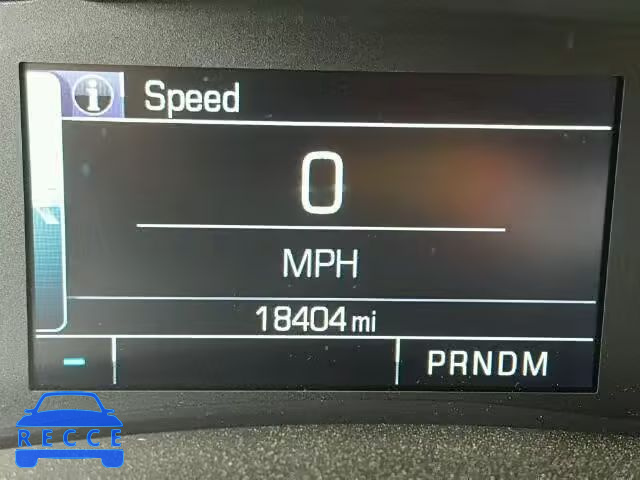 i Speed
0
MPH
18404 mi
- PRNDM
RECCE